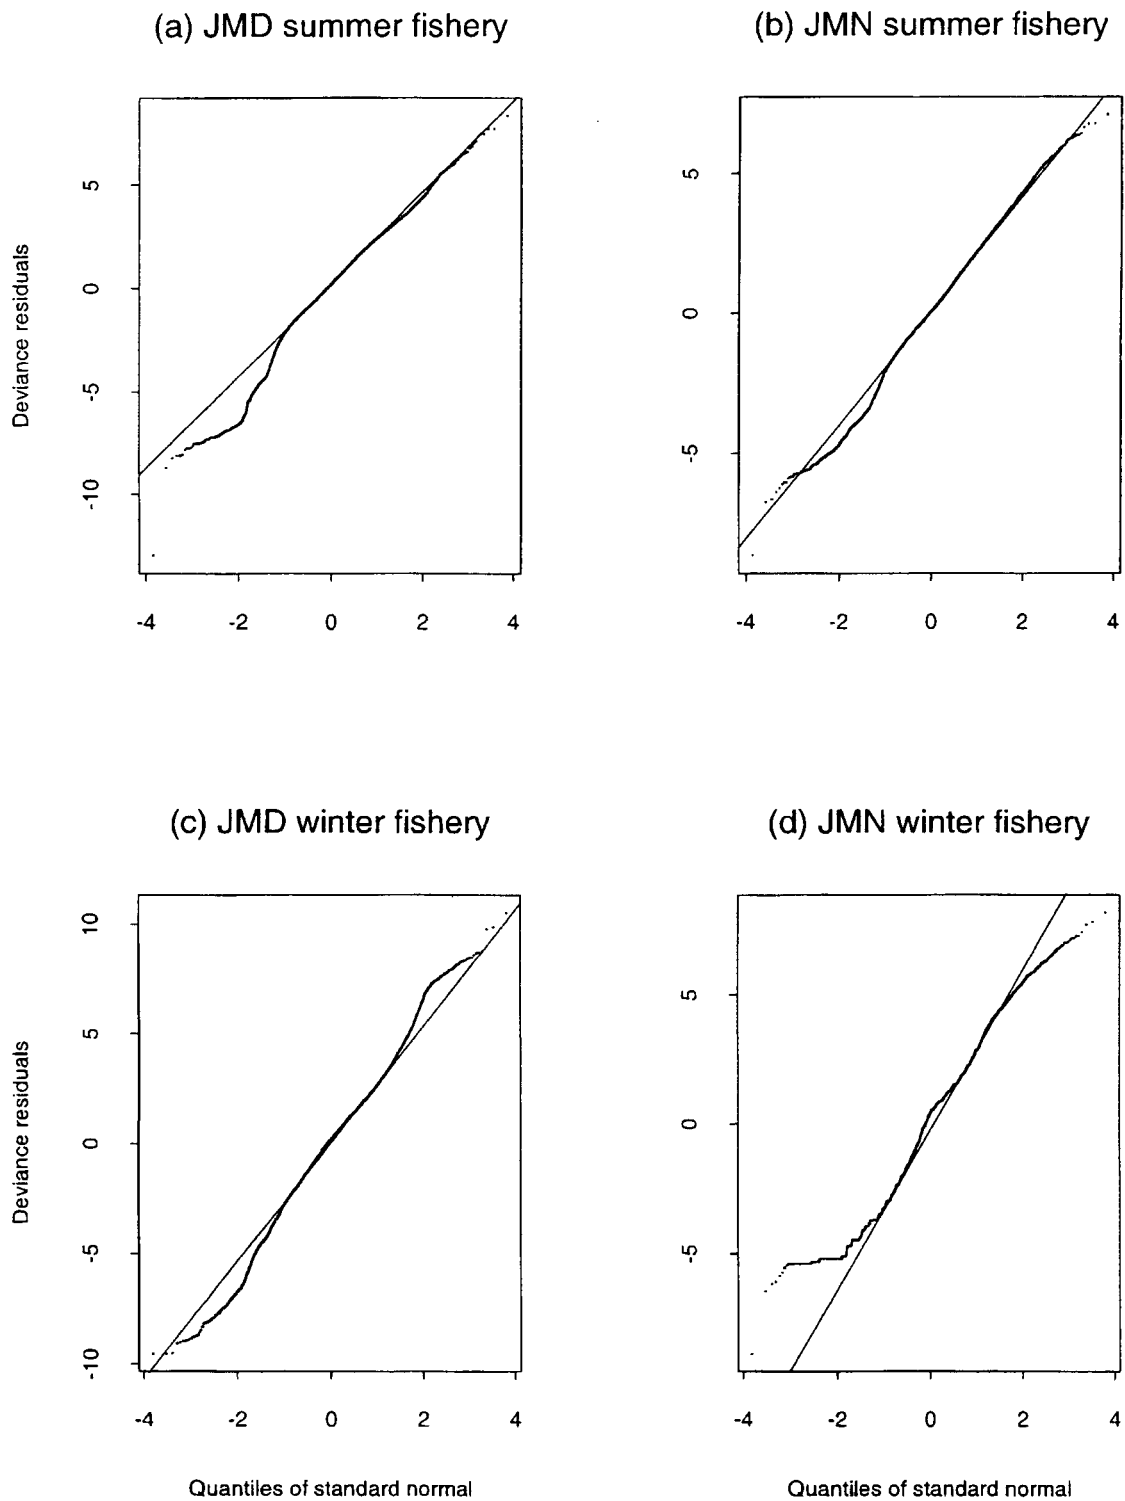 (a) JMD summer fishery
(b) JMN summer fishery
Deviance residuals
5
0
-5
-10
-4 -2 0 2 4
5
0
-5
-4 -2 0 2 4
(c) JMD winter fishery
(d) JMN winter fishery
Deviance residuals
10
5
0
-5
-10
-4 -2 0 2 4
Quantiles of standard normal
5
0
-5
-4 -2 0 2 4
Quantiles of standard normal